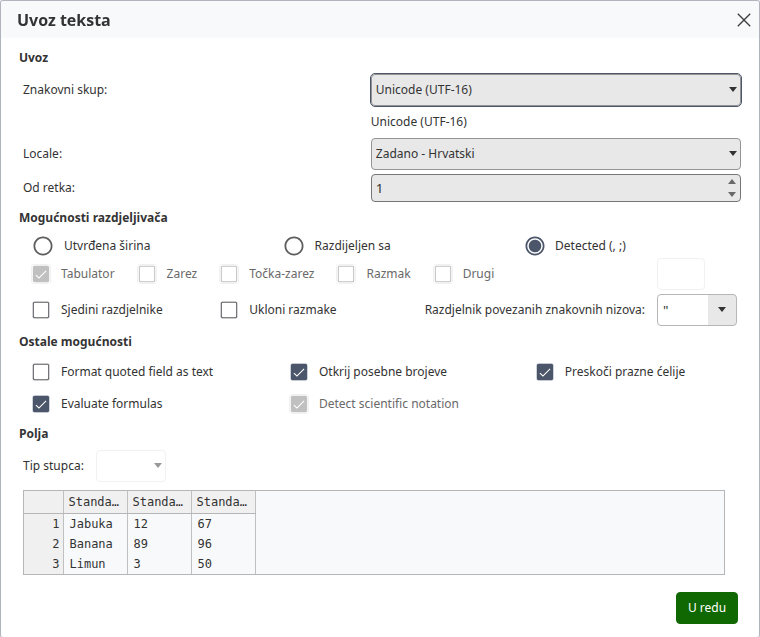 Uvoz teksta
Uvoz
Znakovni skup: Unicode (UTF-16)
Unicode (UTF-16)
Locale: Zadano - Hrvatski
Od retka: 1
Mogućnosti razdjeljivača
Utvrđena širina Razdijeljen sa Detected (, ;)
Tabulator Zarez Točka-zarez Razmak Drugi
Sjedini razdjelnike Ukloni razmake Razdjelnik povezanih znakovnih nizova: "
Ostale mogućnosti
Format quoted field as text Otkrij posebne brojeve Preskoči prazne ćelije
Evaluate formulas Detect scientific notation
Polja
Tip stupca:
Standa... Standa... Standa...
1 Jabuka 12 67
2 Banana 89 96
3 Limun 3 50
U redu